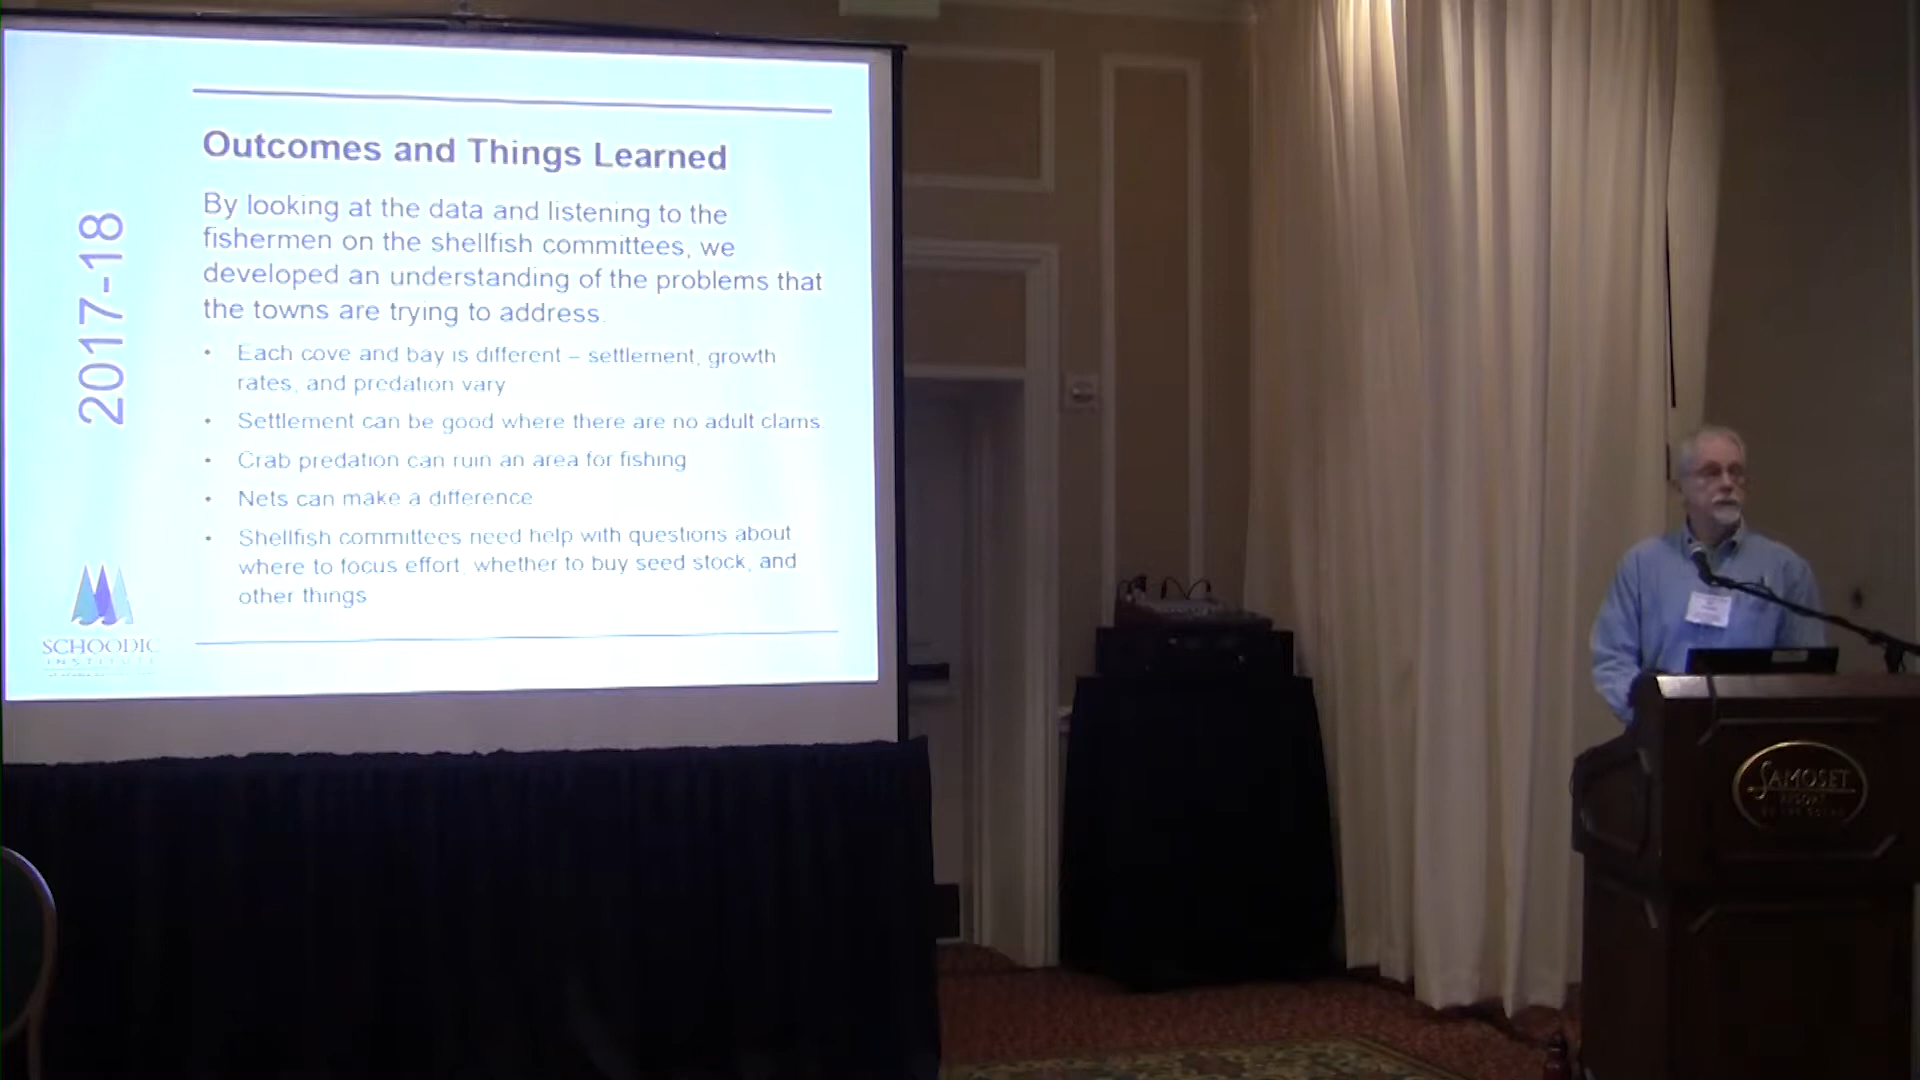 Outcomes and Things Learned
By looking at the data and listening to the
fishermen on the shellfish committees, we
developed an understanding of the problems that
the towns are trying to address.
• Each cove and bay is different – settlement, growth
rates, and predation vary
• Settlement can be good where there are no adult clams.
• Crab predation can ruin an area for fishing
• Nets can make a difference
• Shellfish committees need help with questions about
where to focus effort, whether to buy seed stock, and
other things
2017-18
SCHOODIC
INSTITUTE
SAMOSET
RESORT